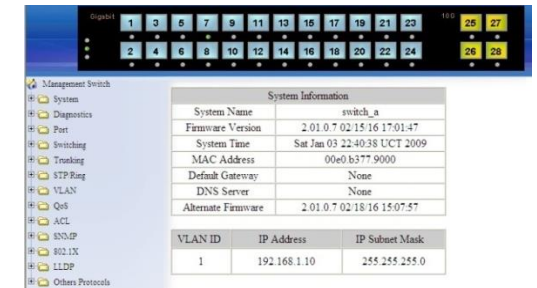 Gigabit 1 3 5 7 9 11 13 15 17 19 21 23 10G 25 27
2 4 6 8 10 12 14 16 18 20 22 24 26 28
Management Switch
System
Diagnostics
Port
Switching
Trunking
STP/Ring
VLAN
QoS
ACL
SNMP
802.1X
LLDP
Others Protocols
System Information
System Name switch_a
Firmware Version 2.01.0.7 02/15/16 17:01:47
System Time Sat Jan 03 22:40:38 UCT 2009
MAC Address 00e0.b377.9000
Default Gateway None
DNS Server None
Alternate Firmware 2.01.0.7 02/18/16 15:07:57
VLAN ID IP Address IP Subnet Mask
1 192.168.1.10 255.255.255.0